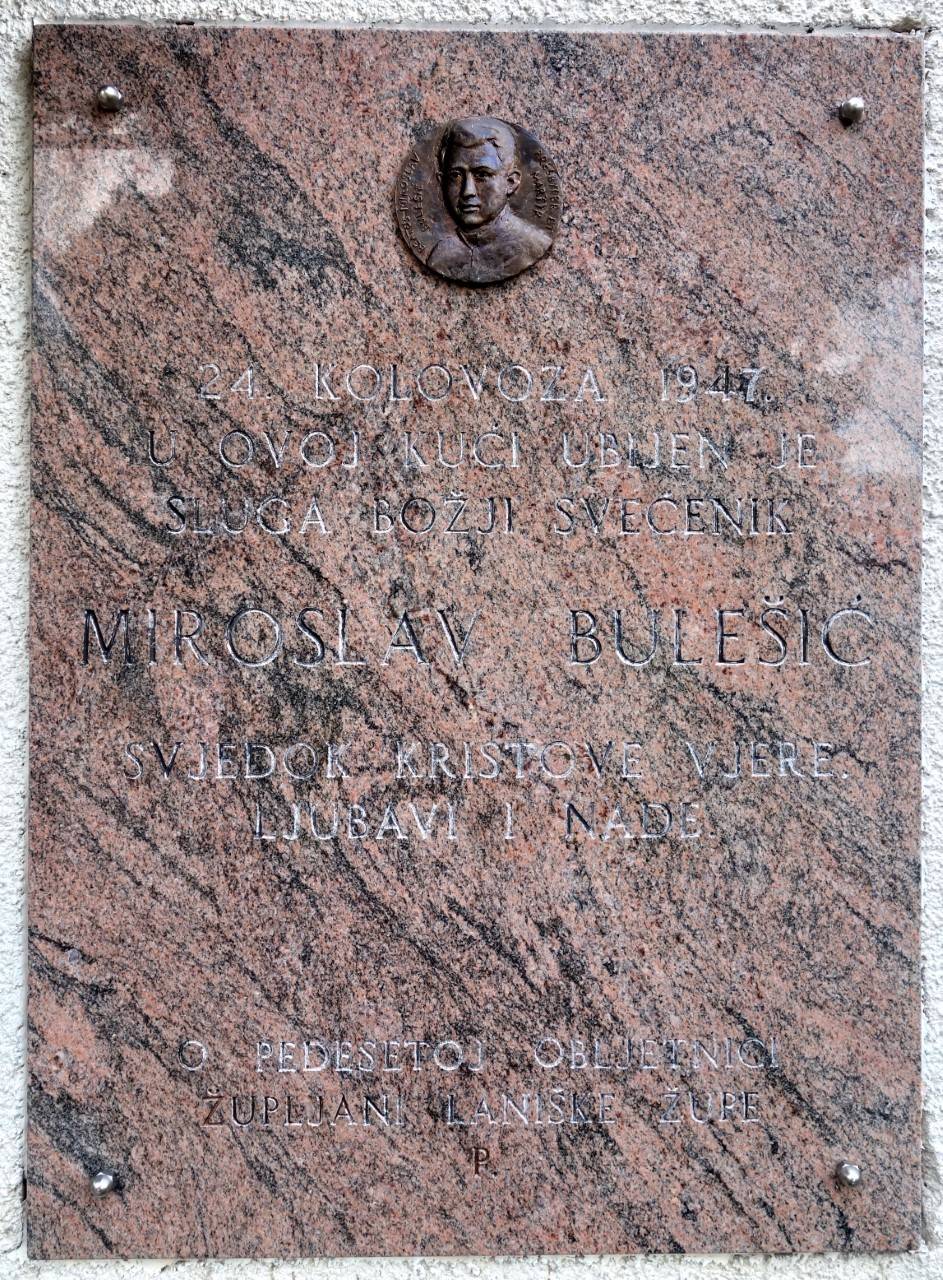 24. KOLOVOZA 1947.
U OVOJ KUĆI UBIJEN JE
SLUGA BOŽJI SVEĆENIK
MIROSLAV BULEŠIĆ
SVJEDOK KRISTOVE VJERE,
LJUBAVI I NADE.
O PEDESETOJ OBLJETNICI
ŽUPLJANI LANIŠKE ŽUPE
P